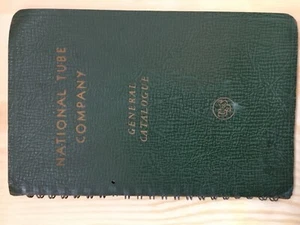 NATIONAL TUBE
COMPANY
GENERAL
CATALOGUE